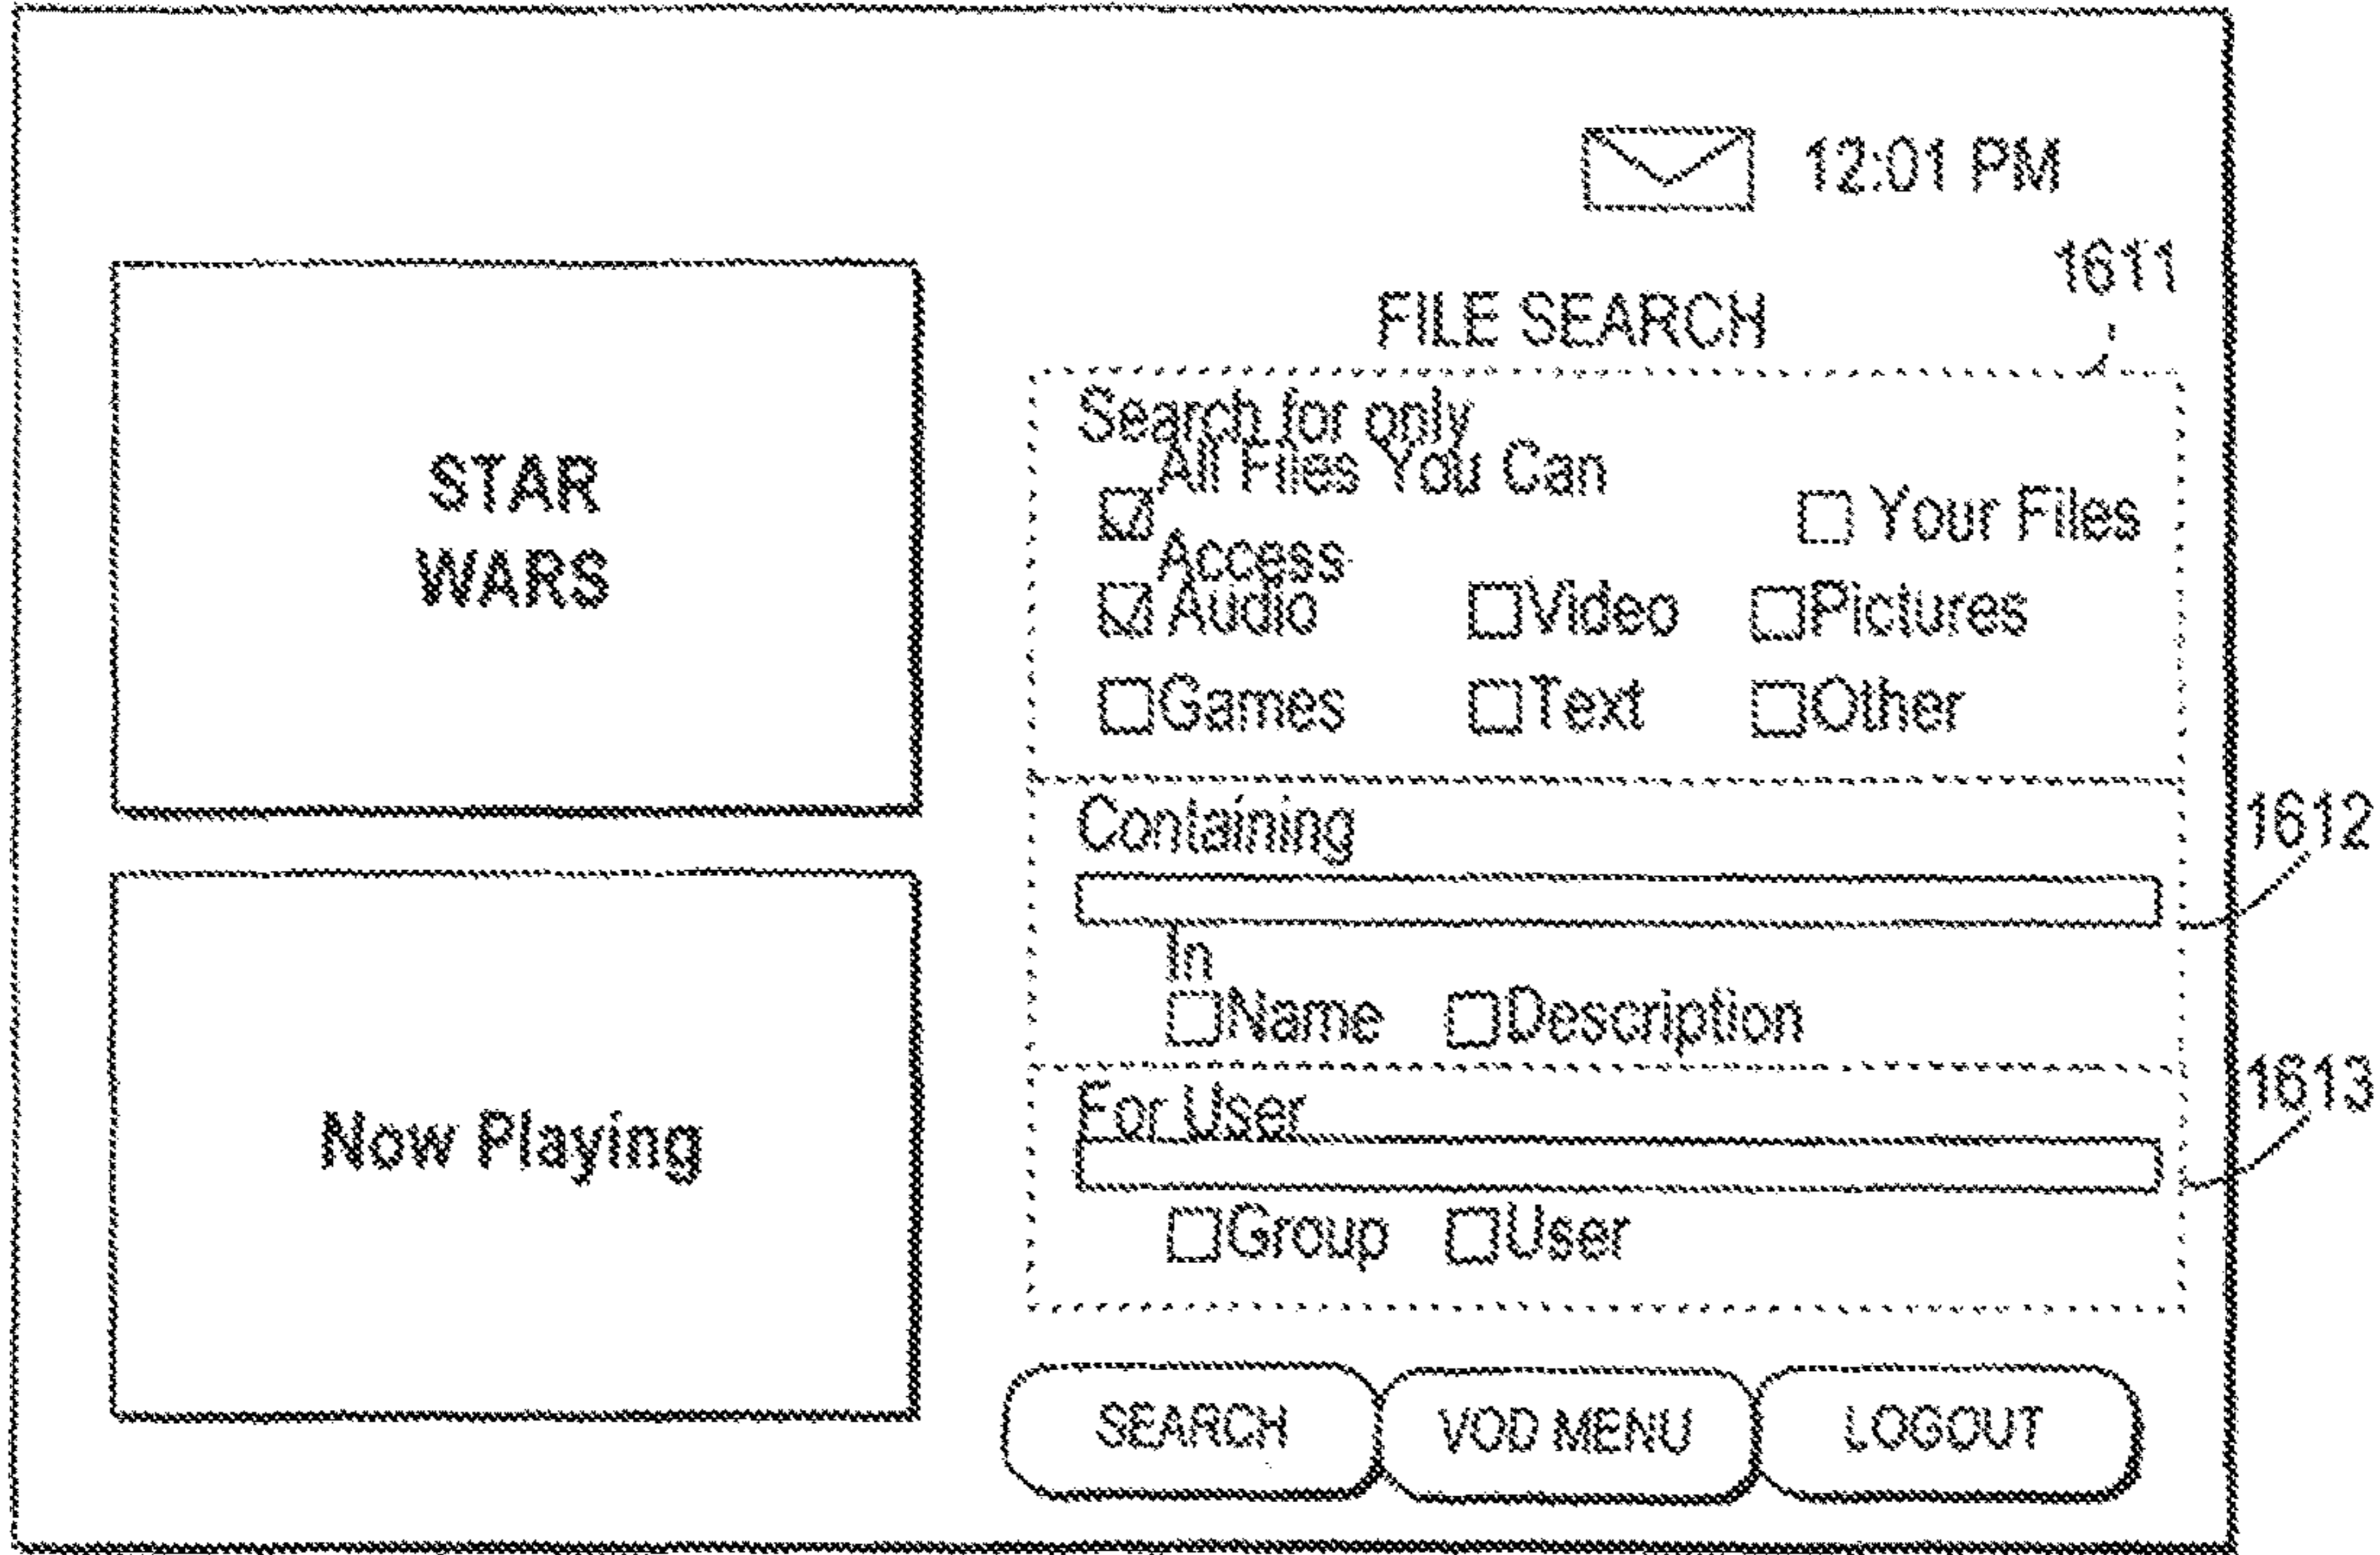 12:01 PM
1611
FILE SEARCH
STAR
WARS
Search for only
All Files You Can
Access
Your Files
Audio Video Pictures
Games Text Other
Containing
1612
In
Name Description
1613
For User
Now Playing
Group User
SEARCH VOD MENU LOGOUT